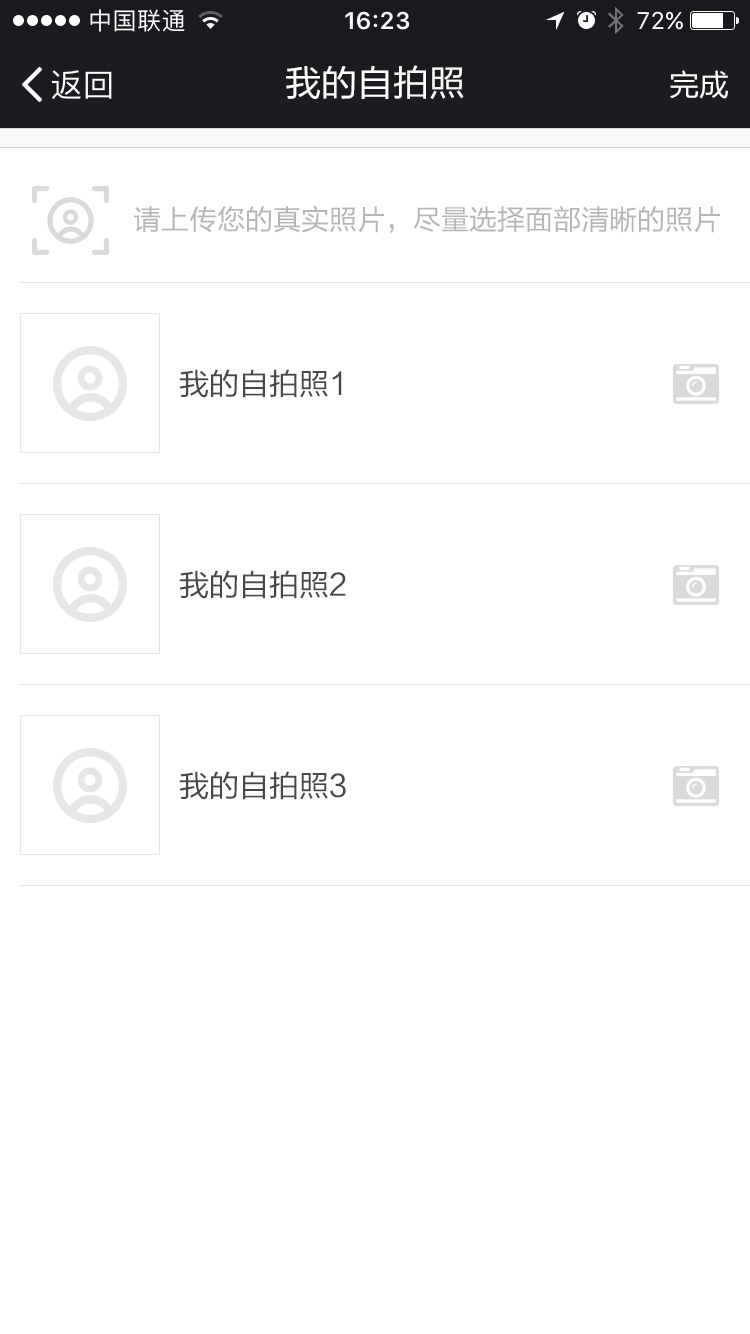 中国联通 16:23 72%
返回 我的自拍照 完成
请上传您的真实照片，尽量选择面部清晰的照片
我的自拍照1
我的自拍照2
我的自拍照3